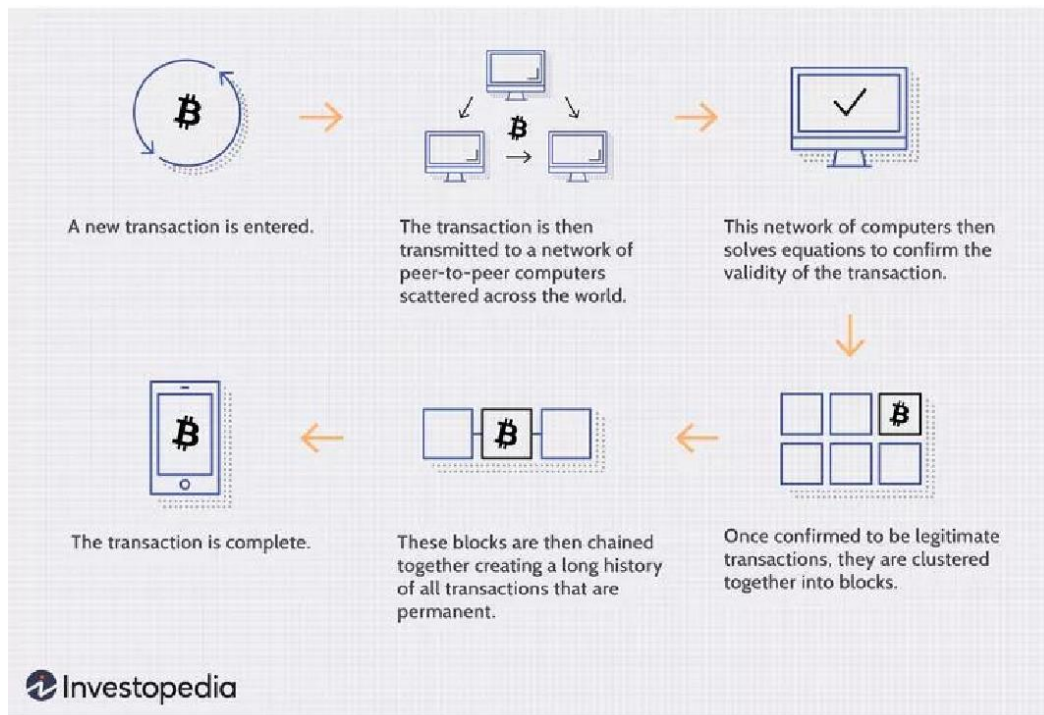 A new transaction is entered.
The transaction is then
transmitted to a network of
peer-to-peer computers
scattered across the world.
This network of computers then
solves equations to confirm the
validity of the transaction.
Once confirmed to be legitimate
transactions, they are clustered
together into blocks.
These blocks are then chained
together creating a long history
of all transactions that are
permanent.
The transaction is complete.
Investopedia